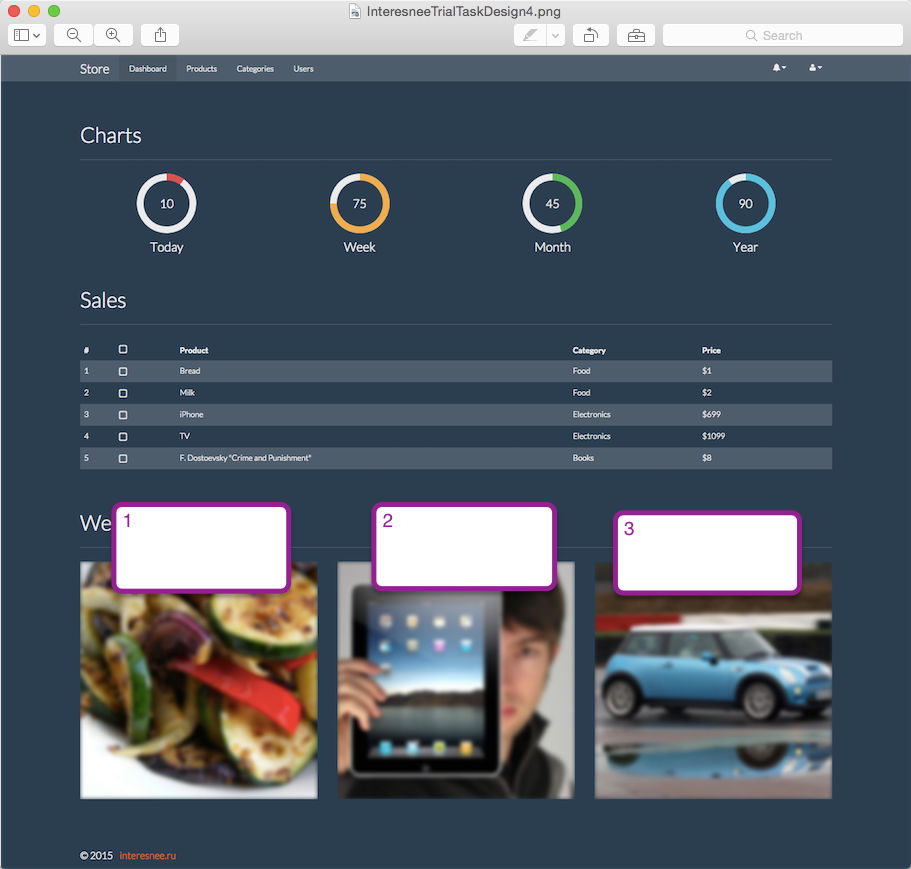 InteresneeTrialTaskDesign4.png
Search
Store Dashboard Products Categories Users
Charts
10 75 45 90
Today Week Month Year
Sales
# Product Category Price
1 Bread Food $1
2 Milk Food $2
3 iPhone Electronics $699
4 TV Electronics $1099
5 F. Dostoevsky "Crime and Punishment" Books $8
We 1 2 3
© 2015 interesnee.ru